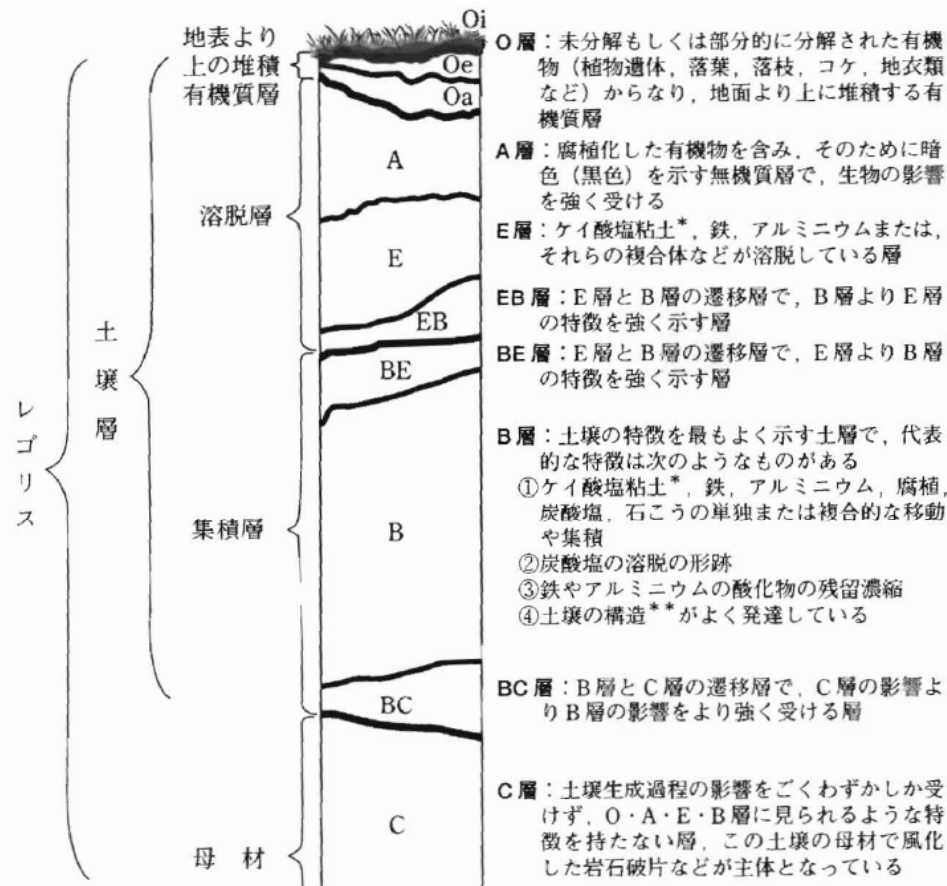 地表より
上の堆積
有機質層
溶脱層
集積層
母 材
土
壌
層
レ
ゴ
リ
ス
Oi
Oe
Oa
A
E
EB
BE
B
BC
C
O層：未分解もしくは部分的に分解された有機
物（植物遺体，落葉，落枝，コケ，地衣類
など）からなり，地面より上に堆積する有
機質層
A層：腐植化した有機物を含み，そのために暗
色（黒色）を示す無機質層で，生物の影響
を強く受ける
E層：ケイ酸塩粘土*，鉄，アルミニウムまたは，
それらの複合体などが溶脱している層
EB層：E層とB層の遷移層で，B層よりE層
の特徴を強く示す層
BE層：E層とB層の遷移層で，E層よりB層
の特徴を強く示す層
B層：土壌の特徴を最もよく示す土層で，代表
的な特徴は次のようなものがある
①ケイ酸塩粘土*，鉄，アルミニウム，腐植，
炭酸塩，石こうの単独または複合的な移動
や集積
②炭酸塩の溶脱の形跡
③鉄やアルミニウムの酸化物の残留濃縮
④土壌の構造**がよく発達している
BC層：B層とC層の遷移層で，C層の影響よ
りB層の影響をより強く受ける層
C層：土壌生成過程の影響をごくわずかしか受
けず，O・A・E・B層に見られるような特
徴を持たない層，この土壌の母材で風化
した岩石破片などが主体となっている